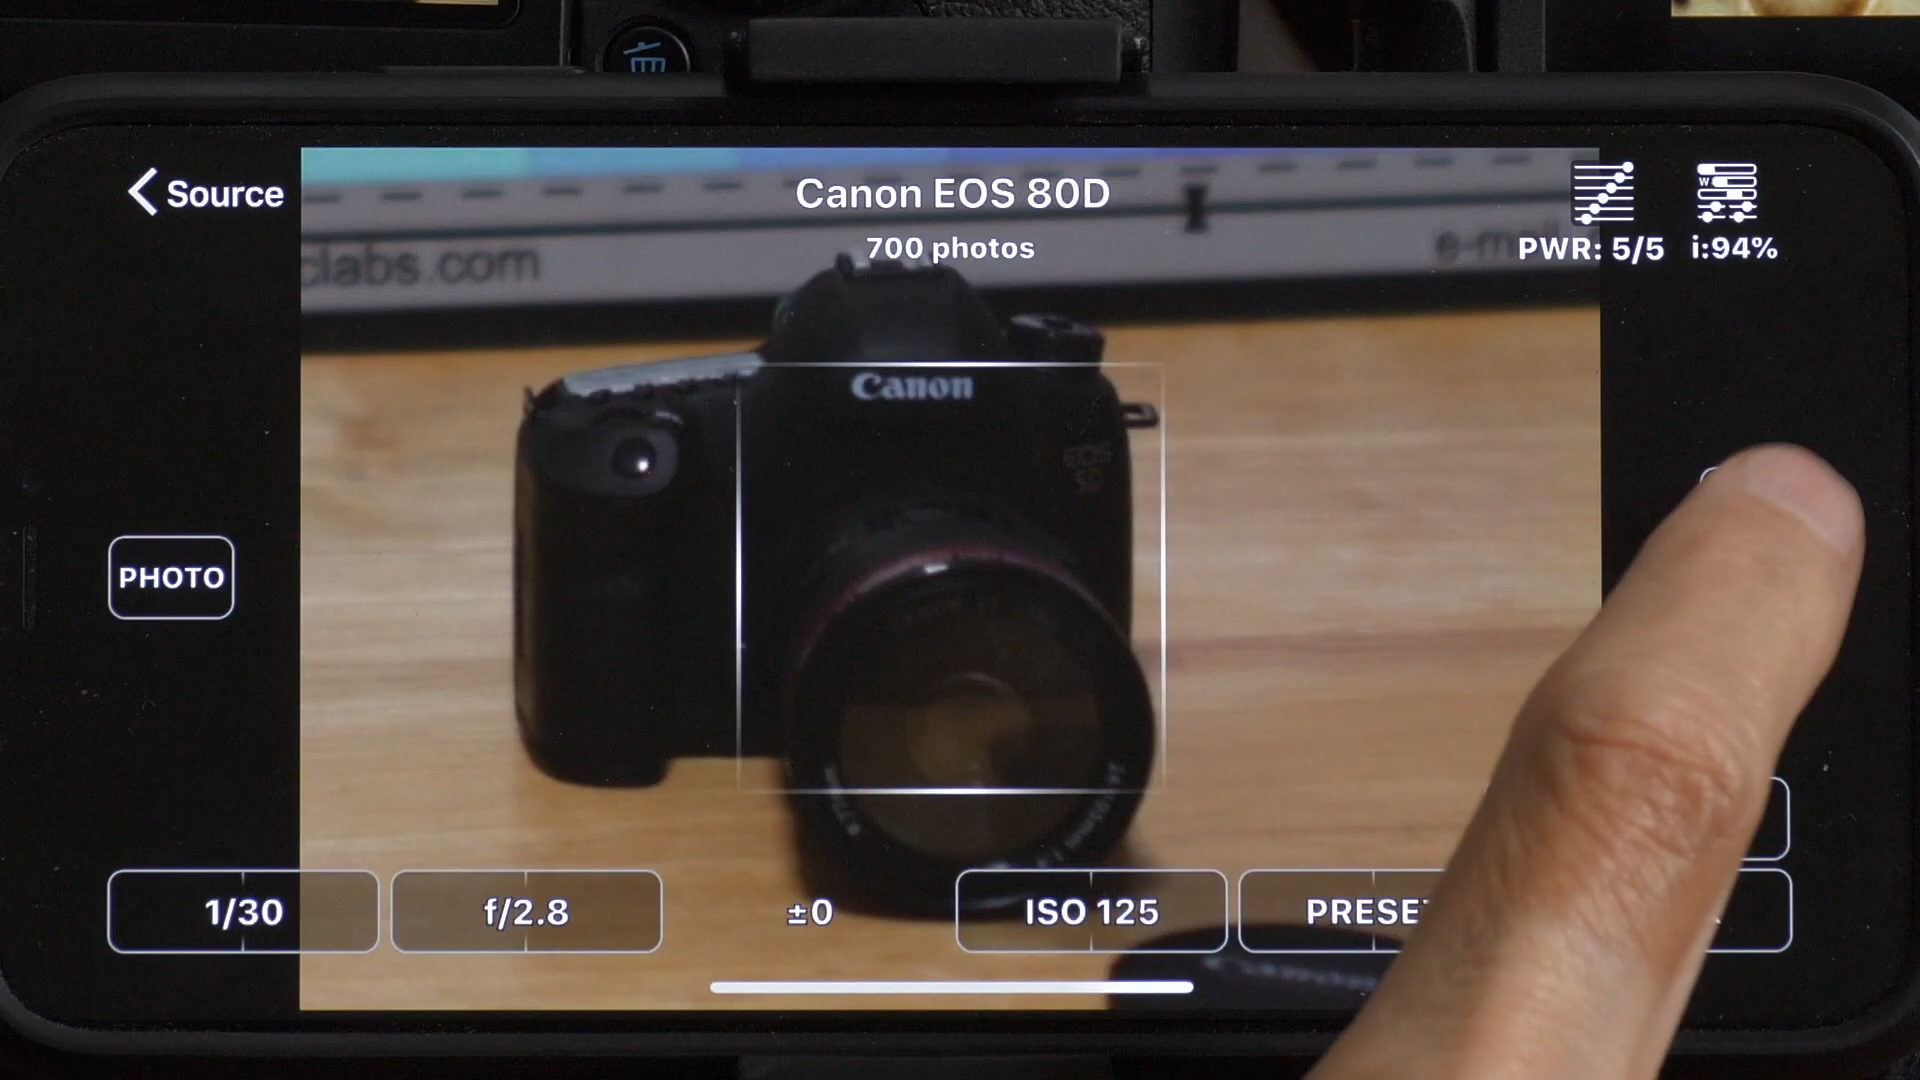 Source
Canon EOS 80D
700 photos
PWR: 5/5
W
i:94%
clabs.com
Canon
PHOTO
1/30
f/2.8
±0
ISO 125